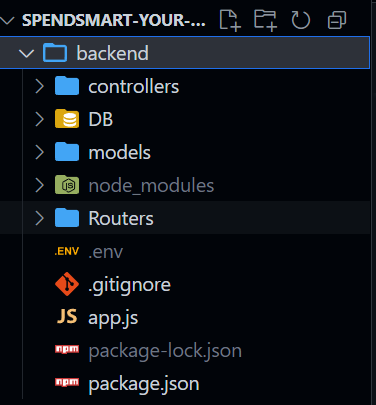 SPENDSMART-YOUR-...
backend
controllers
DB
models
node_modules
Routers
.ENV .env
.gitignore
JS app.js
npm package-lock.json
npm package.json